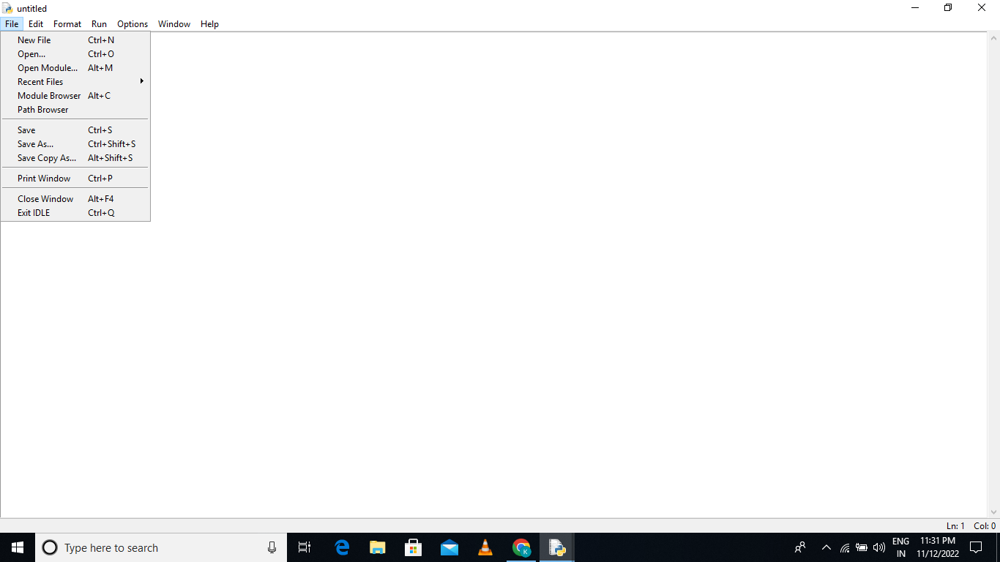 untitled
File Edit Format Run Options Window Help
New File Ctrl+N
Open... Ctrl+O
Open Module... Alt+M
Recent Files
Module Browser Alt+C
Path Browser
Save Ctrl+S
Save As... Ctrl+Shift+S
Save Copy As... Alt+Shift+S
Print Window Ctrl+P
Close Window Alt+F4
Exit IDLE Ctrl+Q
Ln: 1 Col: 0
Type here to search
K
ENG 11:31 PM
IN 11/12/2022